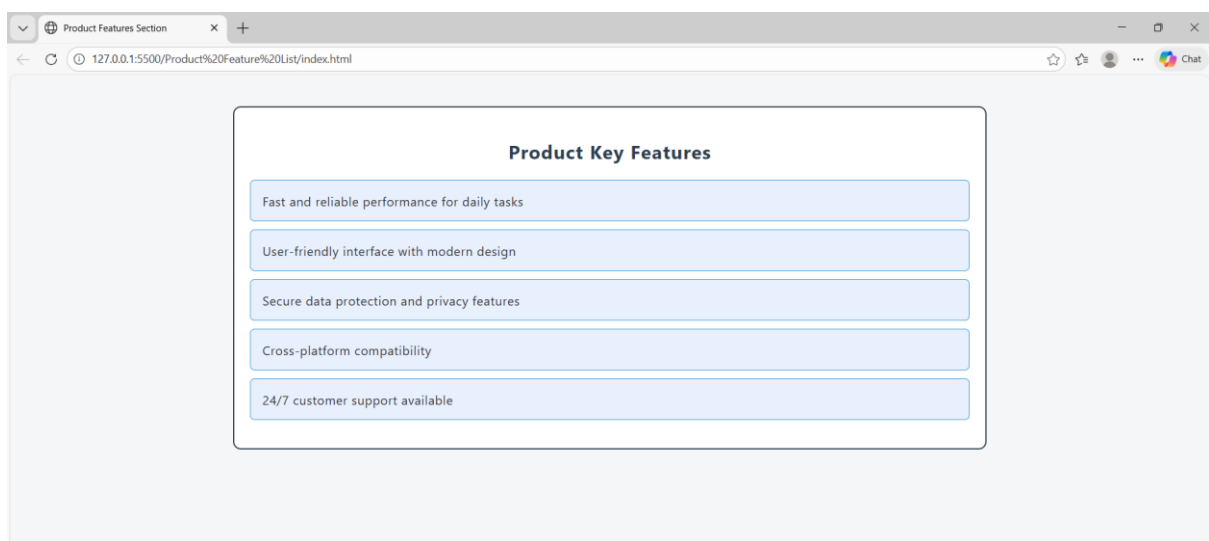 Product Features Section
127.0.0.1:5500/Product%20Feature%20List/index.html
Chat
Product Key Features
Fast and reliable performance for daily tasks
User-friendly interface with modern design
Secure data protection and privacy features
Cross-platform compatibility
24/7 customer support available